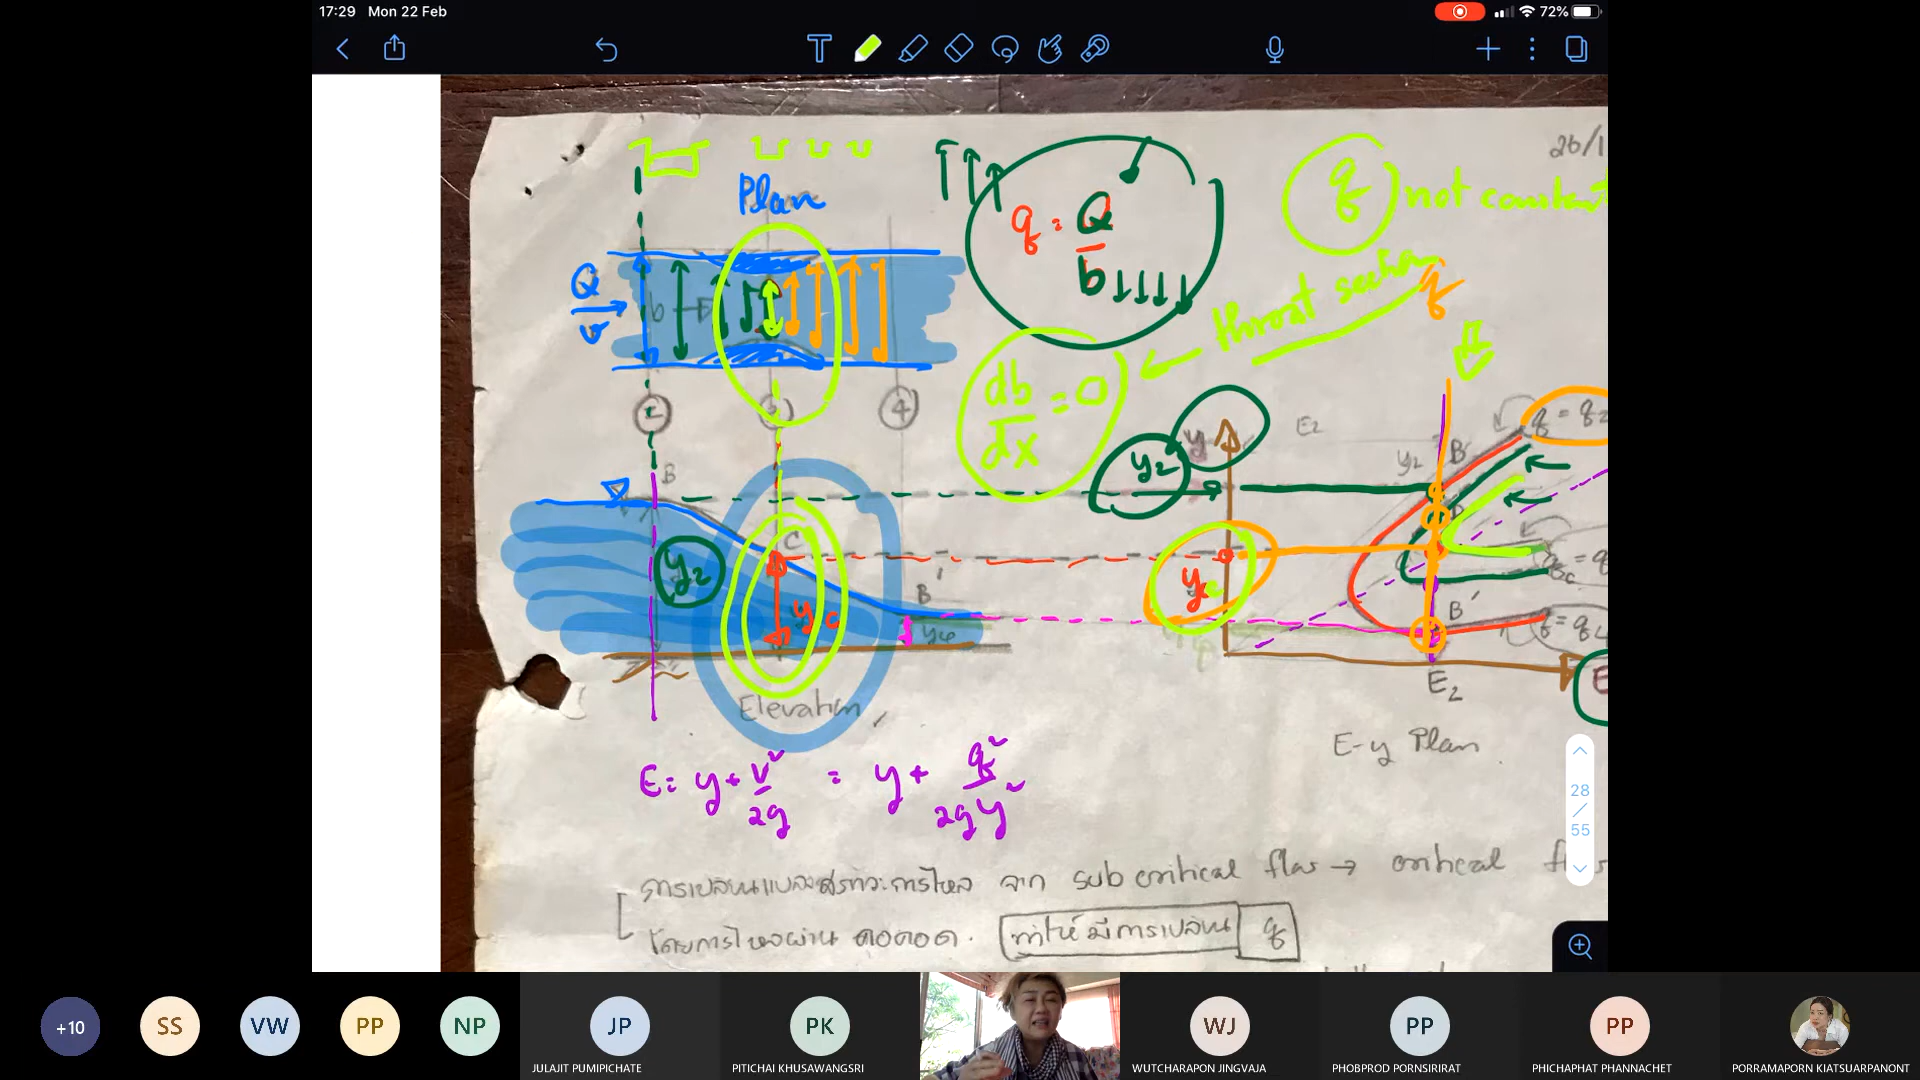 17:29 Mon 22 Feb
72%
26/1
Plan
q = Q
b
q not constant
throat section
q
Q
v
b
db = 0
dx
2
3
4
y2
y
E2
y2
B
q = q2
B
C
y2
yc
yc
B'
y4
B'
q = q
E2
E
Elevation
E-y Plan
E = y + v² = y + q²
2g 2gy²
28
/
55
การเปลี่ยนแปลงสภาวะการไหล จาก sub critical flow → critical
โดยการไหลผ่าน คอคอด. ทำให้มีการเปลี่ยน q
+10
SS
VW
PP
NP
JP
PK
WJ
PP
PP
JULAJIT PUMIPICHATE
PITICHAI KHUSAWANGSRI
WUTCHARAPON JINGVAJA
PHOBPROD PORNSIRIRAT
PHICHAPHAT PHANNACHET
PORRAMAPORN KIATSUARPANONT